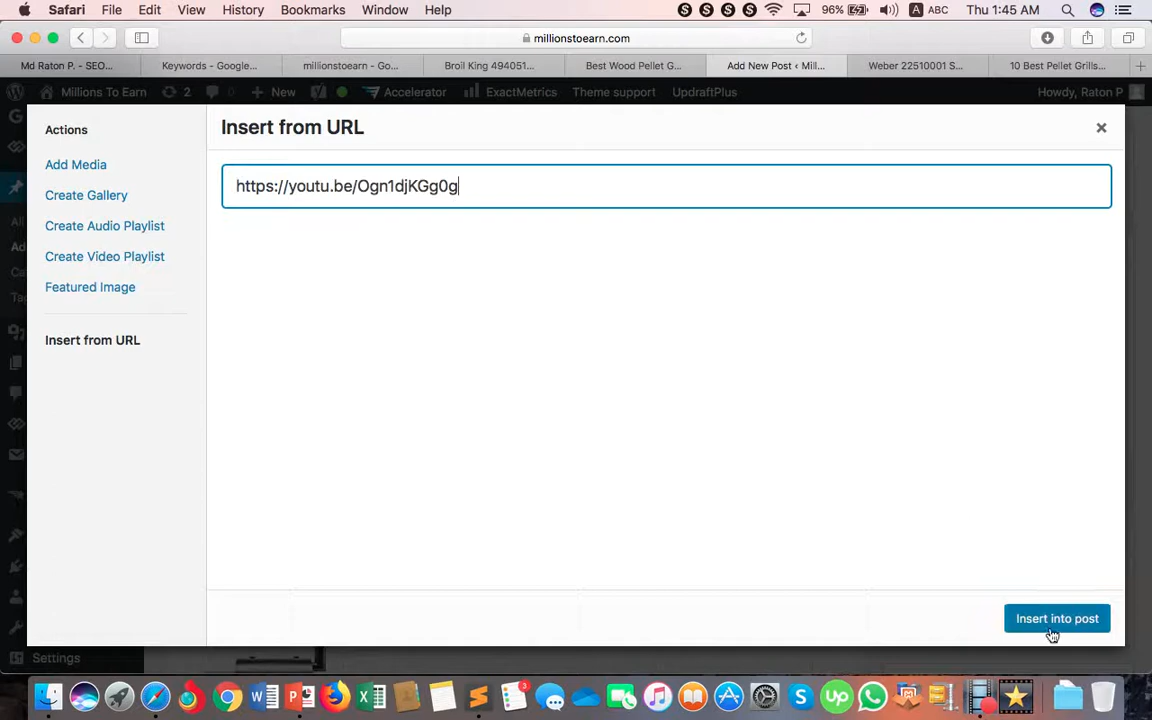 Safari File Edit View History Bookmarks Window Help 96% ABC Thu 1:45 AM
millionstoearn.com
Md Raton P. - SEO... Keywords - Google... millionstoearn - Go... Broil King 494051... Best Wood Pellet G... Add New Post ‹ Mill... Weber 22510001 S... 10 Best Pellet Grills...
Millions To Earn 2 0 New Accelerator ExactMetrics Theme support UpdraftPlus Howdy, Raton P
Actions
Add Media
Create Gallery
Create Audio Playlist
Create Video Playlist
Featured Image
Insert from URL
Insert from URL
https://youtu.be/Ogn1djKGg0g
Insert into post
Settings